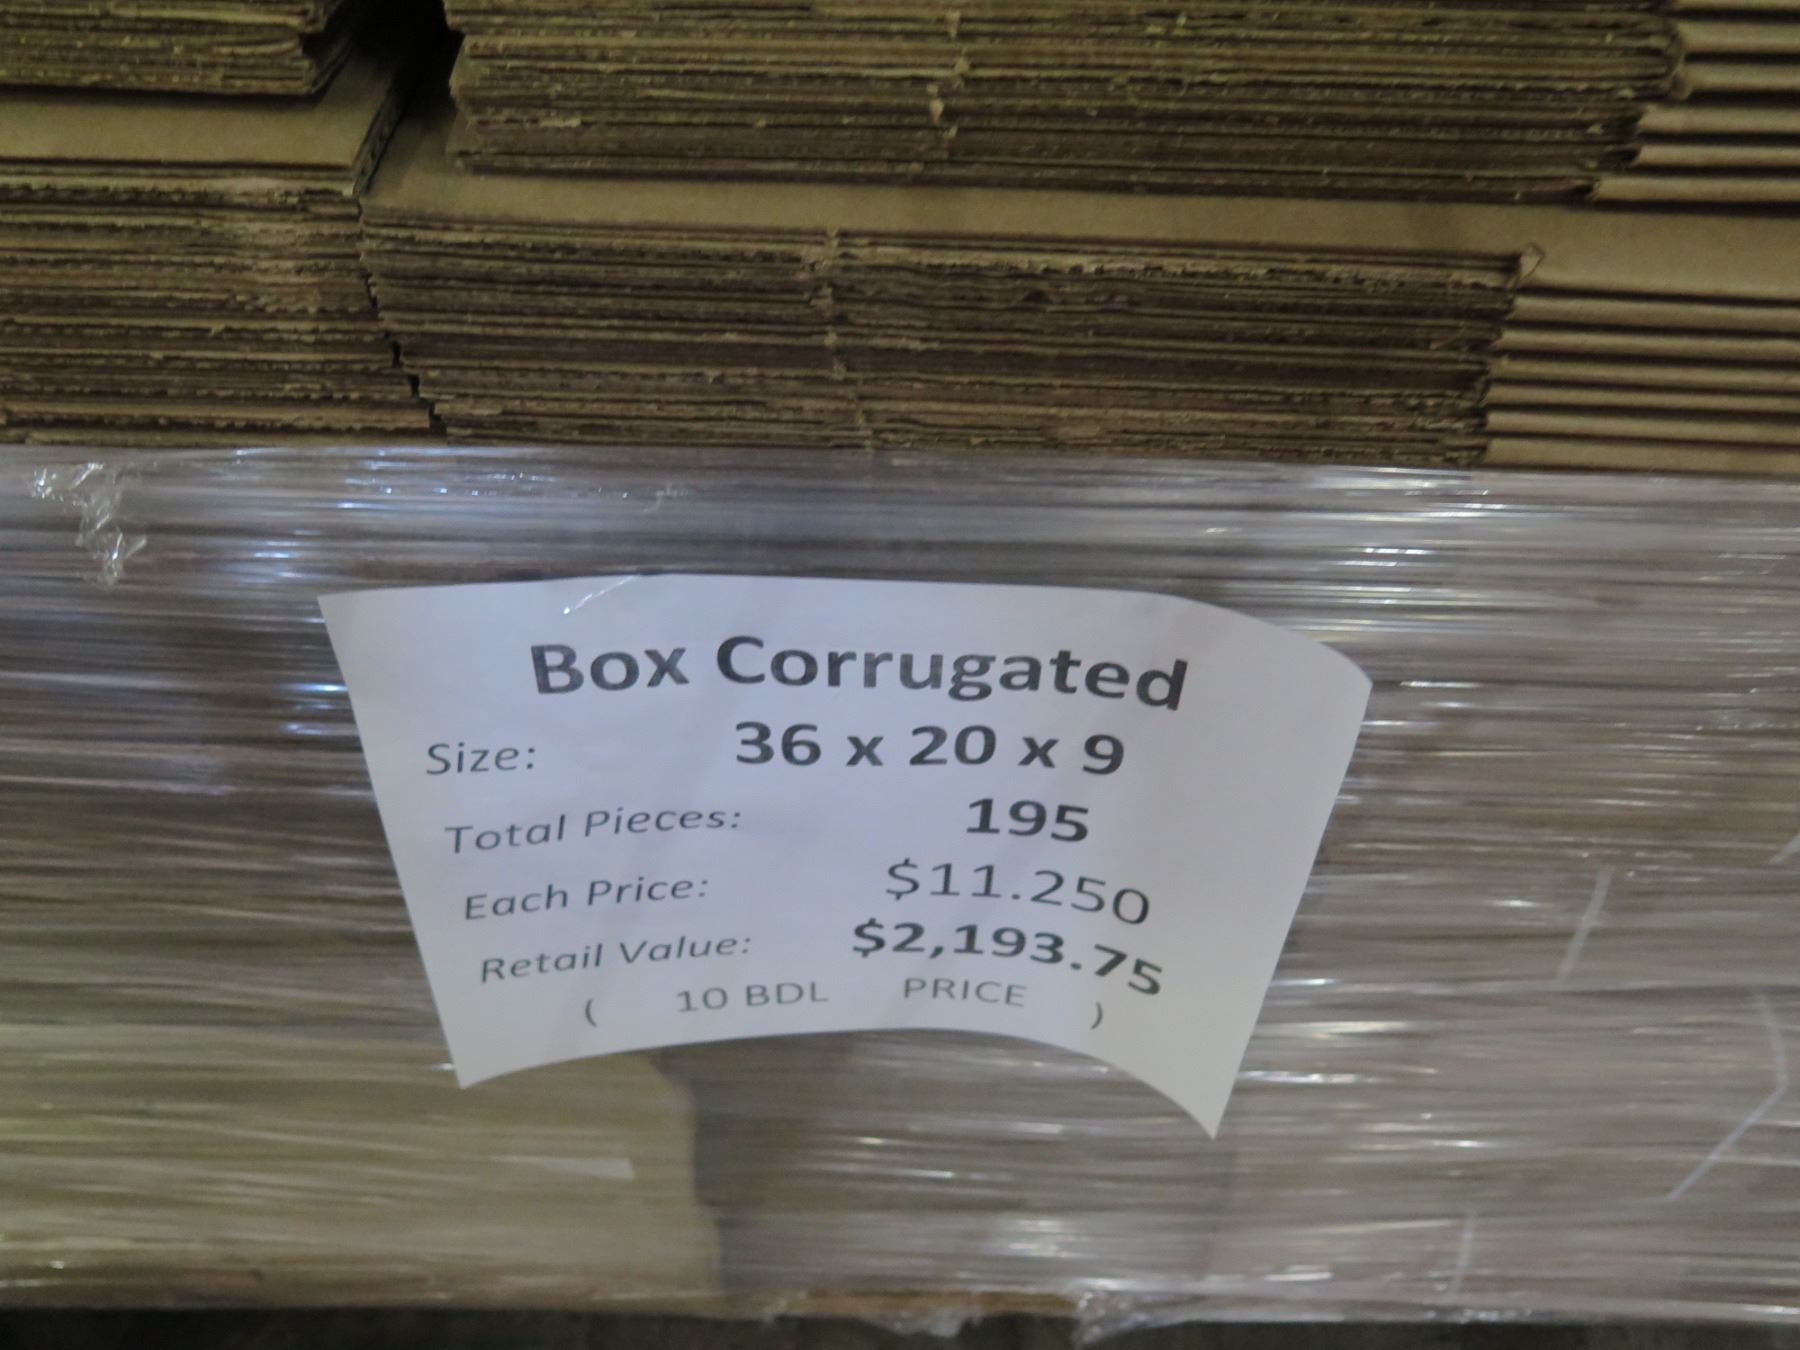 Box Corrugated
Size: 36 x 20 x 9
Total Pieces: 195
Each Price: $11.250
Retail Value: $2,193.75
( 10 BDL PRICE )